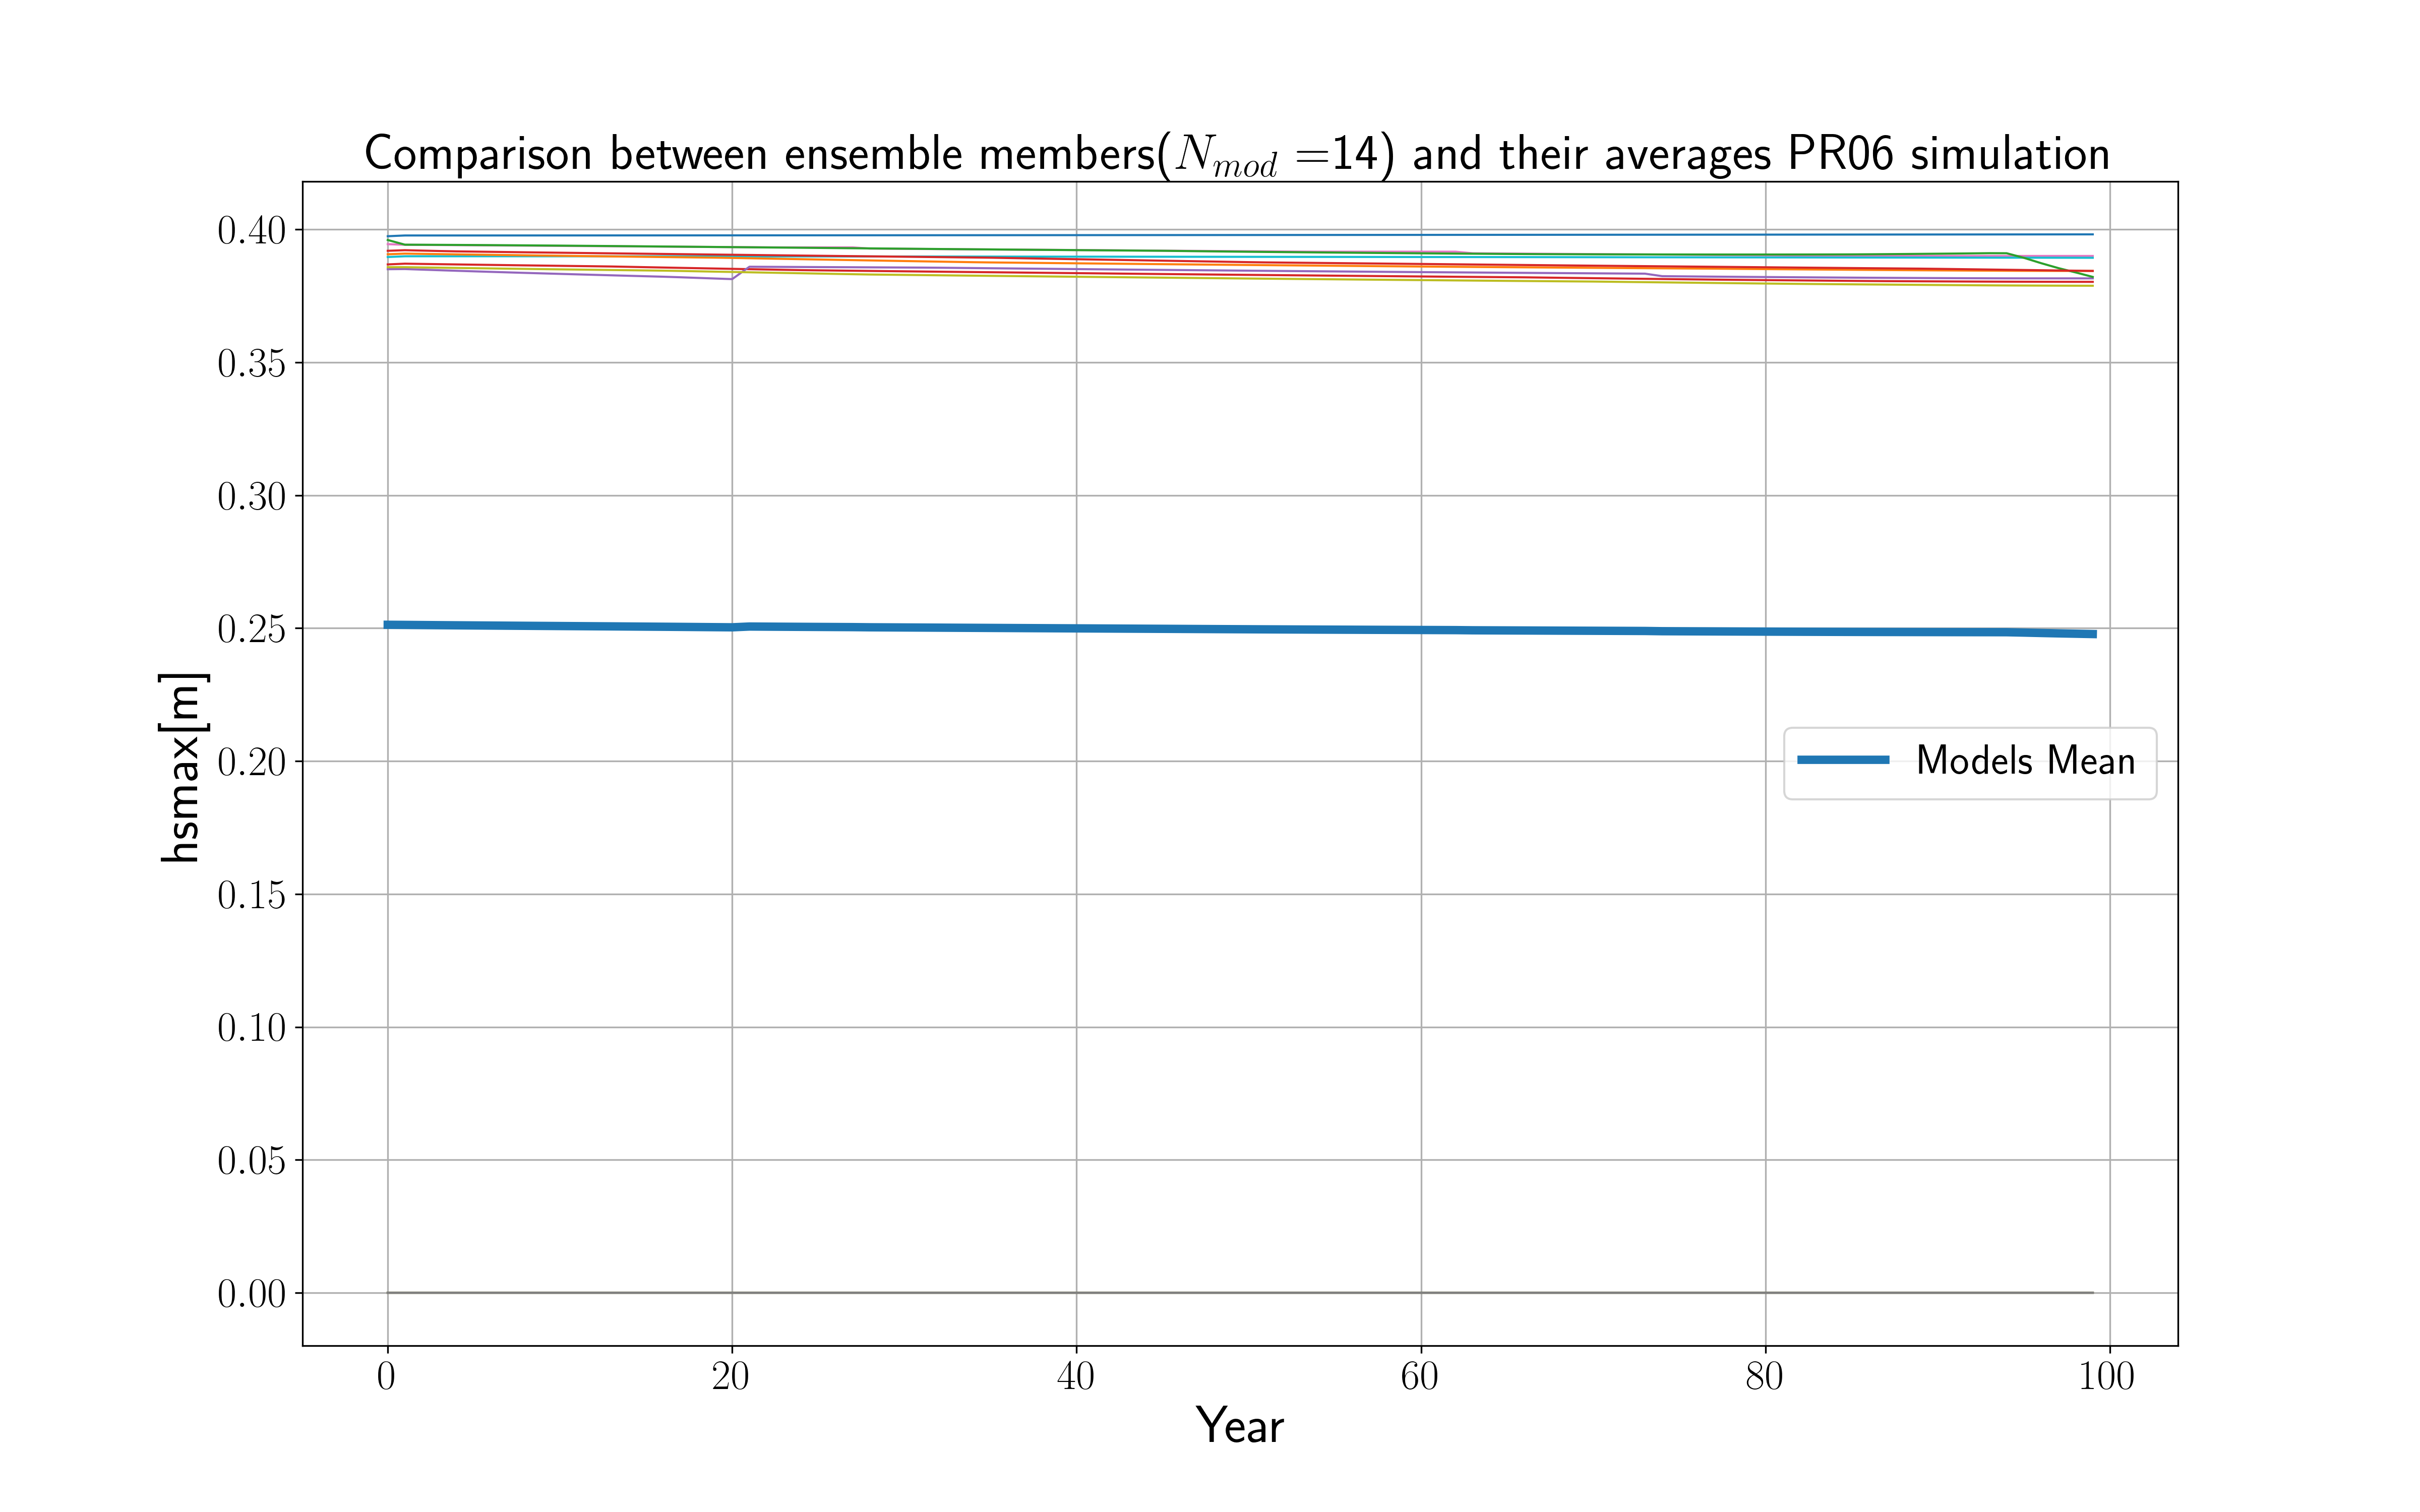 Comparison between ensemble members(N_mod =14) and their averages PR06 simulation
0.40
0.35
0.30
0.25
0.20
0.15
0.10
0.05
0.00
hsmax[m]
Models Mean
0 20 40 60 80 100
Year